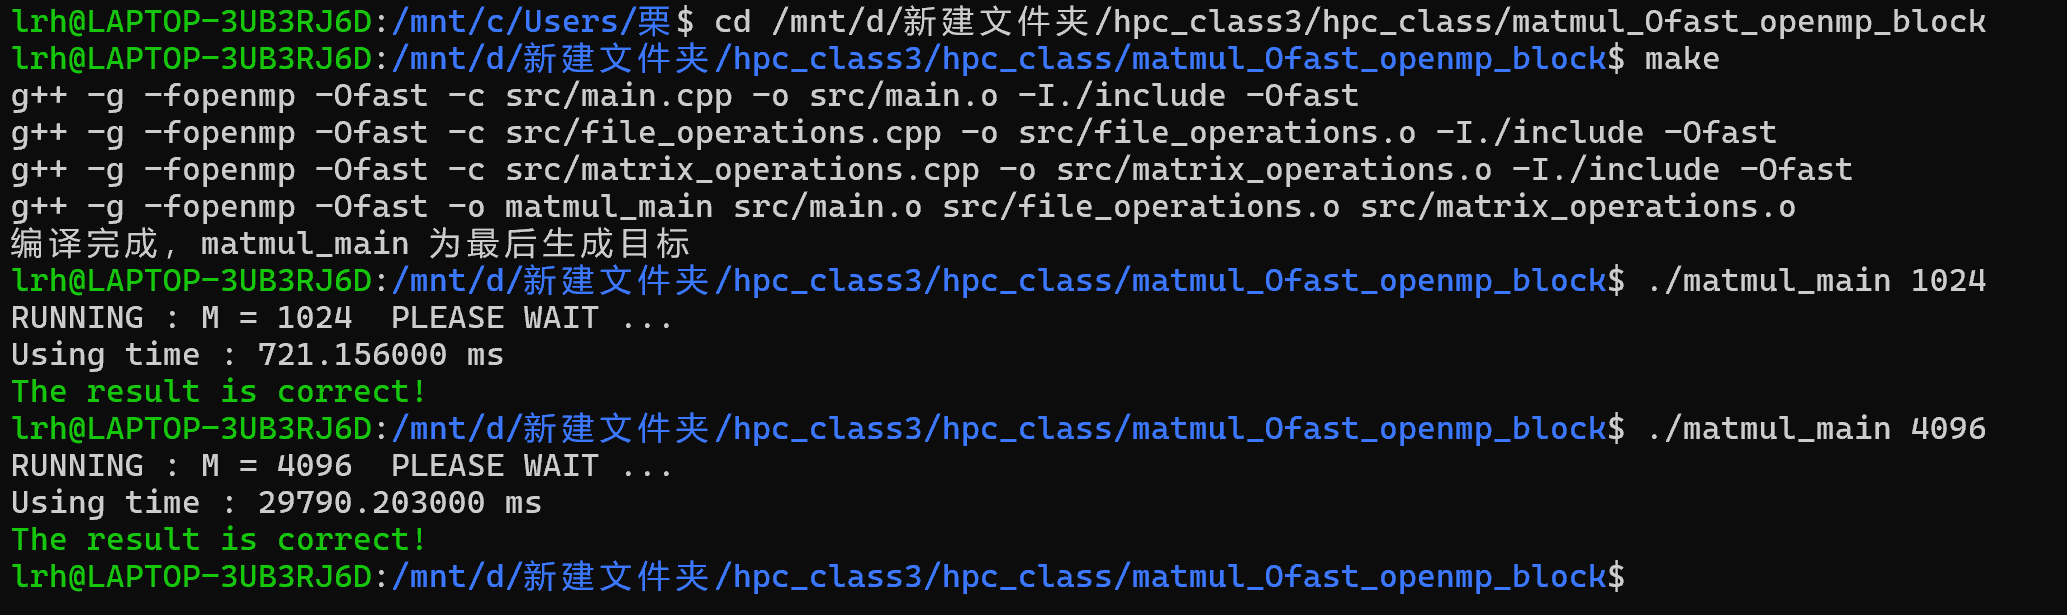 lrh@LAPTOP-3UB3RJ6D:/mnt/c/Users/栗$ cd /mnt/d/新建文件夹/hpc_class3/hpc_class/matmul_Ofast_openmp_block
lrh@LAPTOP-3UB3RJ6D:/mnt/d/新建文件夹/hpc_class3/hpc_class/matmul_Ofast_openmp_block$ make
g++ -g -fopenmp -Ofast -c src/main.cpp -o src/main.o -I./include -Ofast
g++ -g -fopenmp -Ofast -c src/file_operations.cpp -o src/file_operations.o -I./include -Ofast
g++ -g -fopenmp -Ofast -c src/matrix_operations.cpp -o src/matrix_operations.o -I./include -Ofast
g++ -g -fopenmp -Ofast -o matmul_main src/main.o src/file_operations.o src/matrix_operations.o
编译完成，matmul_main 为最后生成目标
lrh@LAPTOP-3UB3RJ6D:/mnt/d/新建文件夹/hpc_class3/hpc_class/matmul_Ofast_openmp_block$ ./matmul_main 1024
RUNNING : M = 1024  PLEASE WAIT ...
Using time : 721.156000 ms
The result is correct!
lrh@LAPTOP-3UB3RJ6D:/mnt/d/新建文件夹/hpc_class3/hpc_class/matmul_Ofast_openmp_block$ ./matmul_main 4096
RUNNING : M = 4096  PLEASE WAIT ...
Using time : 29790.203000 ms
The result is correct!
lrh@LAPTOP-3UB3RJ6D:/mnt/d/新建文件夹/hpc_class3/hpc_class/matmul_Ofast_openmp_block$